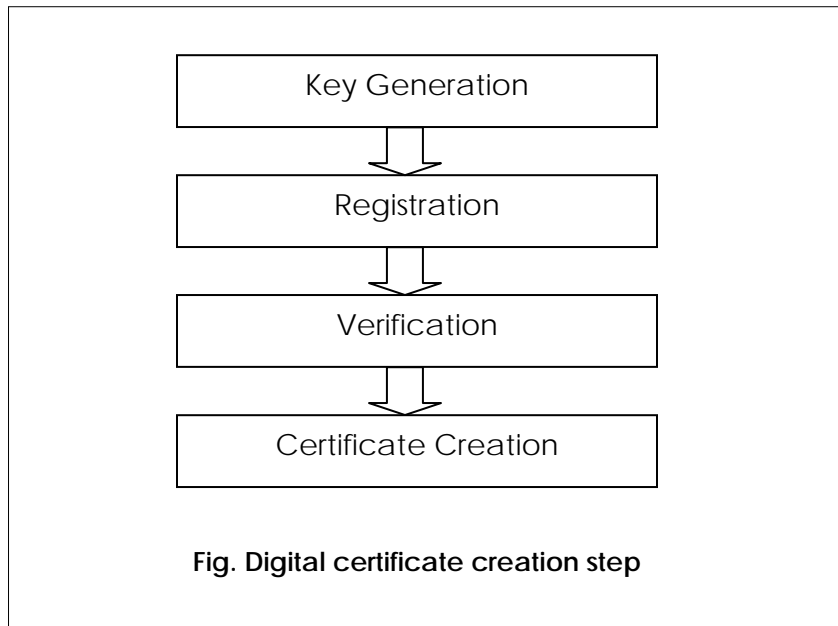 Key Generation
Registration
Verification
Certificate Creation
Fig. Digital certificate creation step